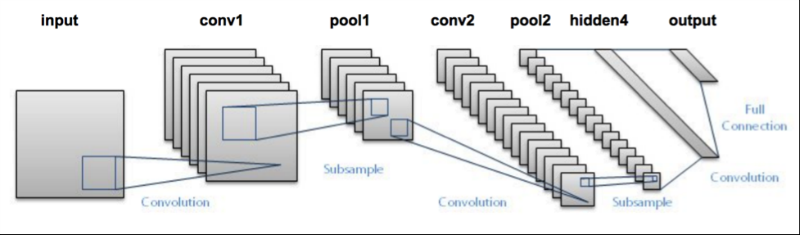 input conv1 pool1 conv2 pool2 hidden4 output
Full
Connection
Subsample
Convolution
Convolution
Convolution
Subsample